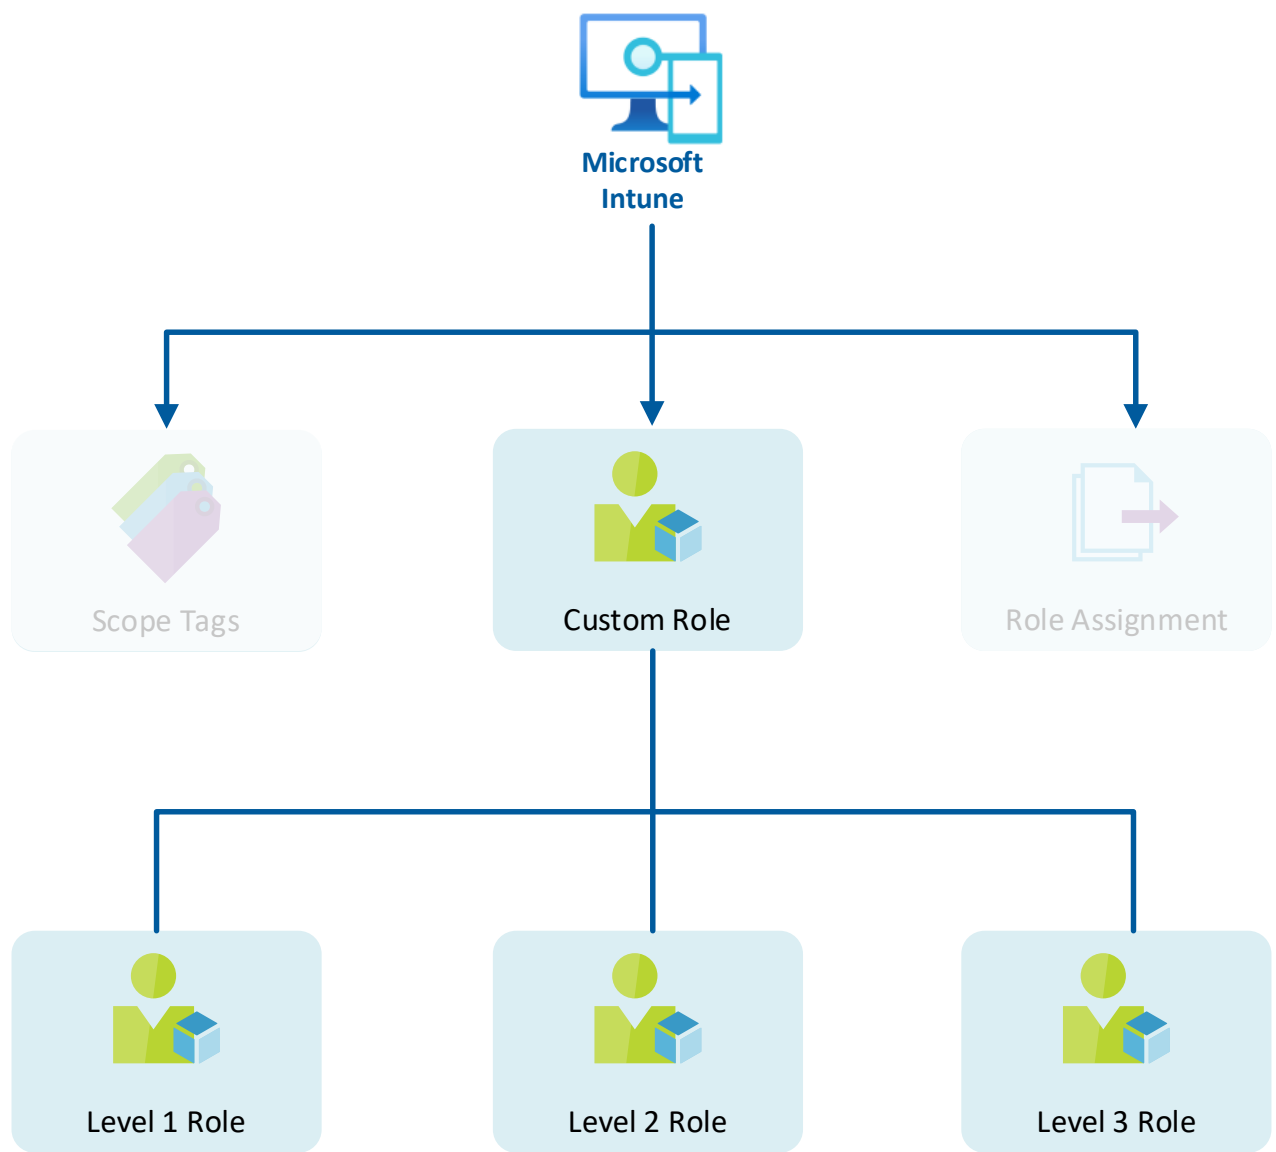 Microsoft
Intune
Scope Tags
Custom Role
Role Assignment
Level 1 Role
Level 2 Role
Level 3 Role